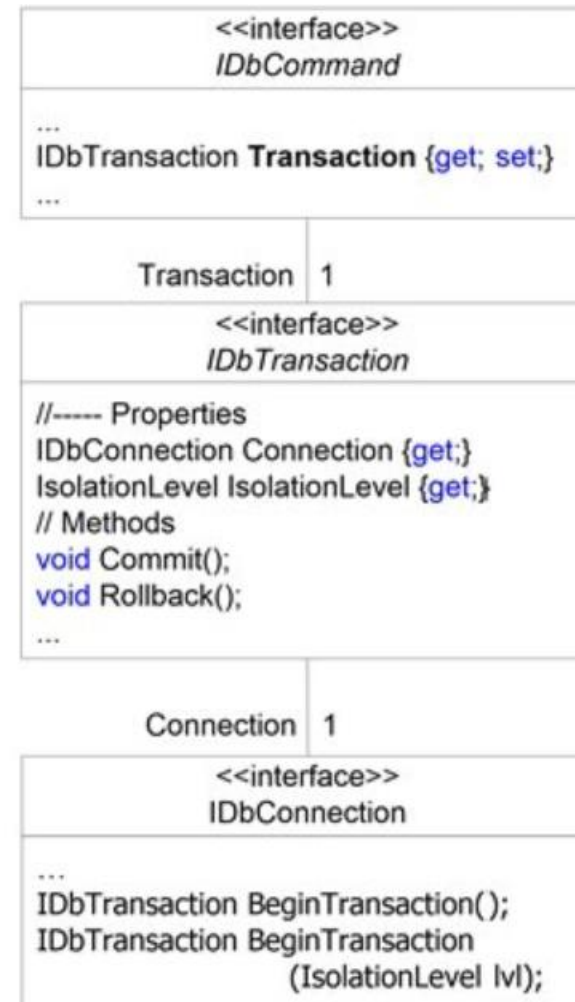 <<interface>>
IDbCommand
...
IDbTransaction Transaction {get; set;}
...
Transaction 1
<<interface>>
IDbTransaction
//----- Properties
IDbConnection Connection {get;}
IsolationLevel IsolationLevel {get;}
// Methods
void Commit();
void Rollback();
...
Connection 1
<<interface>>
IDbConnection
...
IDbTransaction BeginTransaction();
IDbTransaction BeginTransaction
(IsolationLevel lvl);